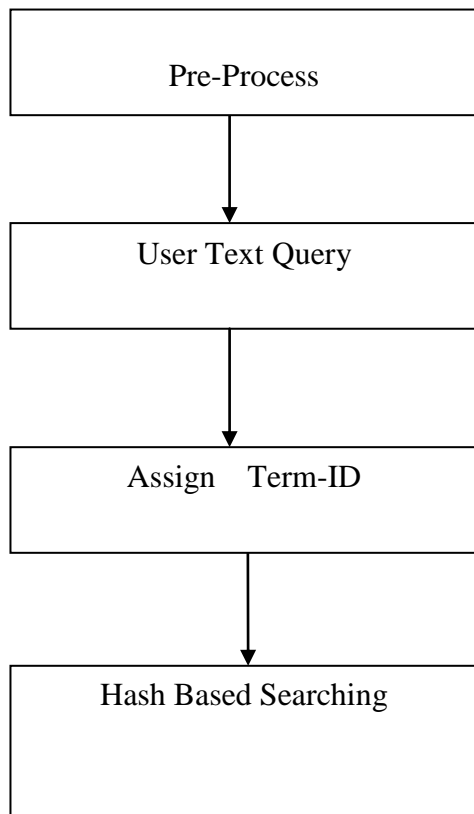 Pre-Process
User Text Query
Assign Term-ID
Hash Based Searching